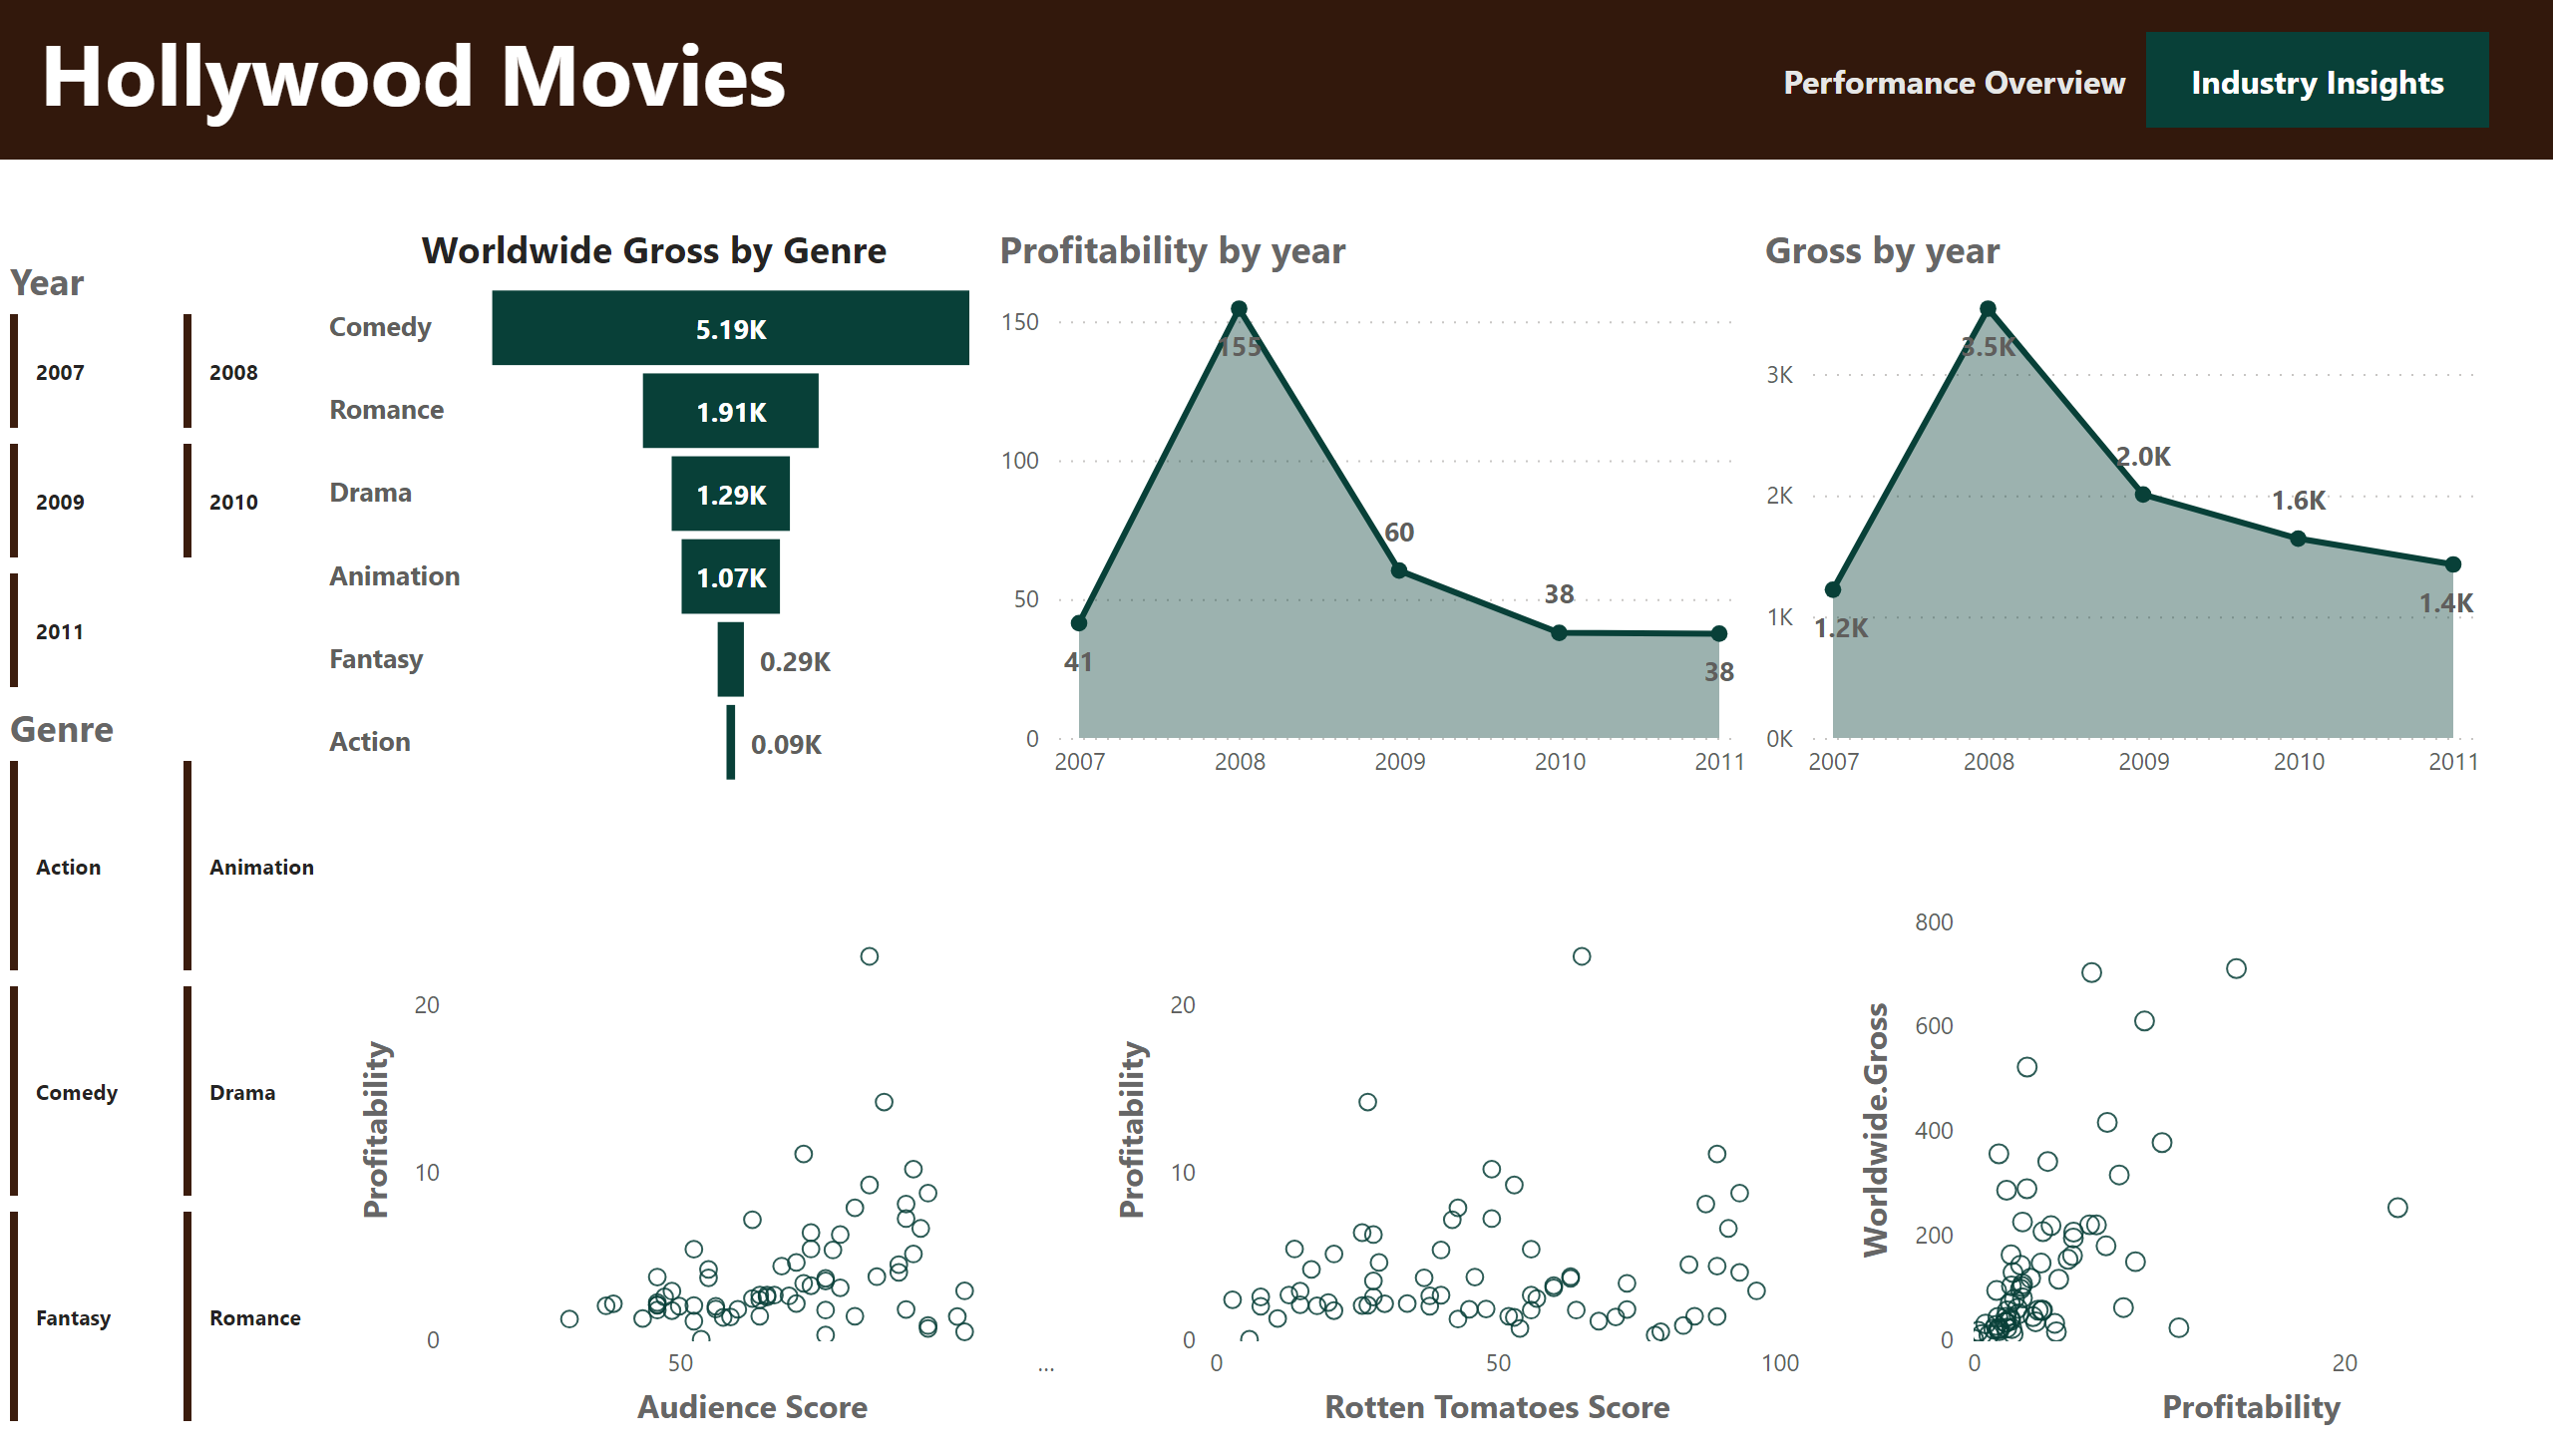 Hollywood Movies
Performance Overview
Industry Insights
Year
2007
2008
2009
2010
2011
Genre
Action
Animation
Comedy
Drama
Fantasy
Romance
Worldwide Gross by Genre
Comedy
5.19K
Romance
1.91K
Drama
1.29K
Animation
1.07K
Fantasy
0.29K
Action
0.09K
Profitability by year
150
100
50
0
155
60
38
41
38
2007
2008
2009
2010
2011
Gross by year
3K
2K
1K
0K
3.5K
2.0K
1.6K
1.4K
1.2K
2007
2008
2009
2010
2011
Profitability
20
10
0
50
...
Audience Score
Profitability
20
10
0
0
50
100
Rotten Tomatoes Score
Worldwide.Gross
800
600
400
200
0
0
20
Profitability